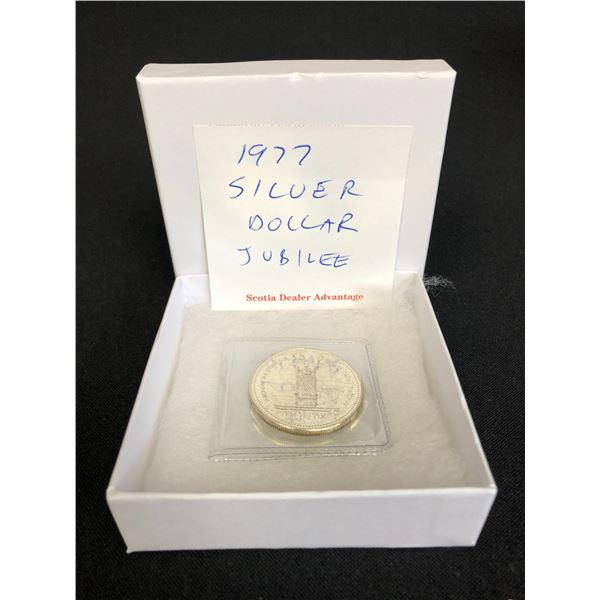 1977
SILVER
DOLLAR
JUBILEE
Scotia Dealer Advantage